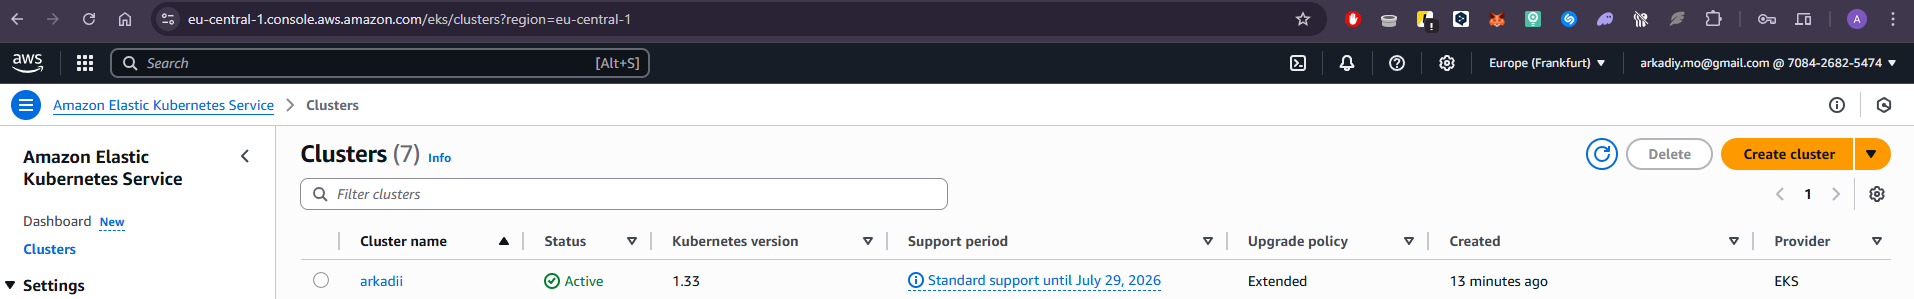 eu-central-1.console.aws.amazon.com/eks/clusters?region=eu-central-1
A
aws
Search
[Alt+S]
Europe (Frankfurt)
arkadiy.mo@gmail.com @ 7084-2682-5474
Amazon Elastic Kubernetes Service
Clusters
Amazon Elastic
Kubernetes Service
Dashboard New
Clusters
Settings
Clusters (7) Info
Delete
Create cluster
Filter clusters
1
Cluster name Status Kubernetes version Support period Upgrade policy Created Provider
arkadii Active 1.33 Standard support until July 29, 2026 Extended 13 minutes ago EKS